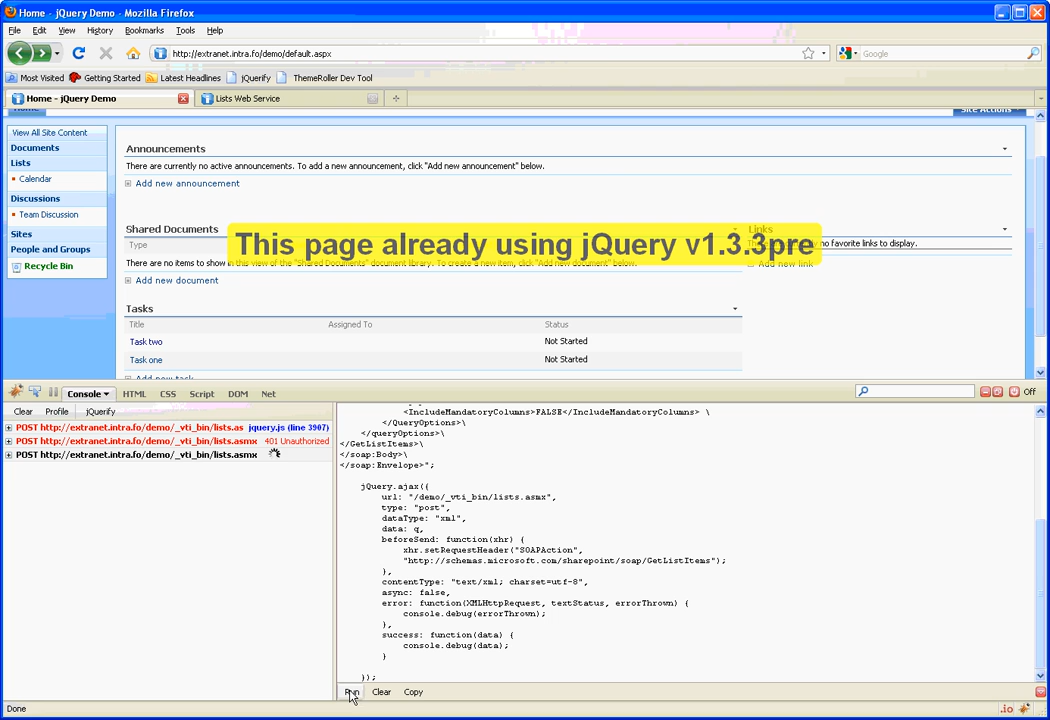 Home - jQuery Demo - Mozilla Firefox
File Edit View History Bookmarks Tools Help
http://extranet.intra.fo/demo/default.aspx
Google
Most Visited Getting Started Latest Headlines jQuerify ThemeRoller Dev Tool
Home - jQuery Demo Lists Web Service
Home Site Actions
View All Site Content
Documents
Lists
Calendar
Discussions
Team Discussion
Sites
People and Groups
Recycle Bin
Announcements
There are currently no active announcements. To add a new announcement, click "Add new announcement" below.
Add new announcement
Shared Documents
Type
This page already using jQuery v1.3.3pre
There are no items to show in this view of the "Shared Documents" document library. To create a new item, click "Add new document" below.
Add new document
Links
no favorite links to display.
Add new link
Tasks
Title Assigned To Status
Task two Not Started
Task one Not Started
Add new task
Console HTML CSS Script DOM Net Off
Clear Profile jQuerify
POST http://extranet.intra.fo/demo/_vti_bin/lists.as jquery.js (line 3907)
POST http://extranet.intra.fo/demo/_vti_bin/lists.asmx 401 Unauthorized
POST http://extranet.intra.fo/demo/_vti_bin/lists.asmx
<IncludeMandatoryColumns>FALSE</IncludeMandatoryColumns> \
</QueryOptions>\
</queryOptions>\
</GetListItems>\
</soap:Body>\
</soap:Envelope>";
jQuery.ajax({
url: "/demo/_vti_bin/lists.asmx",
type: "post",
dataType: "xml",
data: q,
beforeSend: function(xhr) {
xhr.setRequestHeader("SOAPAction",
"http://schemas.microsoft.com/sharepoint/soap/GetListItems");
},
contentType: "text/xml; charset=utf-8",
async: false,
error: function(XMLHttpRequest, textStatus, errorThrown) {
console.debug(errorThrown);
},
success: function(data) {
console.debug(data);
}
});
Run Clear Copy
Done
.io